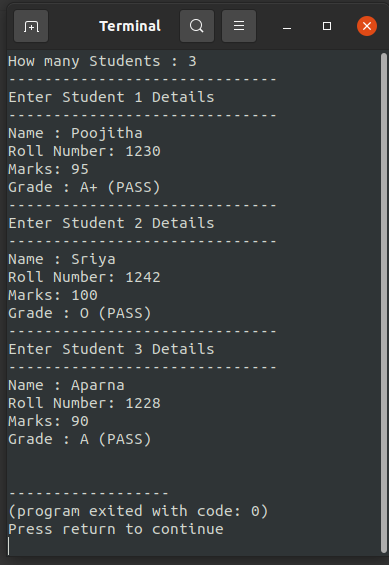 Terminal
How many Students : 3
------------------------------
Enter Student 1 Details
------------------------------
Name : Poojitha
Roll Number: 1230
Marks: 95
Grade : A+ (PASS)
------------------------------
Enter Student 2 Details
------------------------------
Name : Sriya
Roll Number: 1242
Marks: 100
Grade : O (PASS)
------------------------------
Enter Student 3 Details
------------------------------
Name : Aparna
Roll Number: 1228
Marks: 90
Grade : A (PASS)
------------------
(program exited with code: 0)
Press return to continue